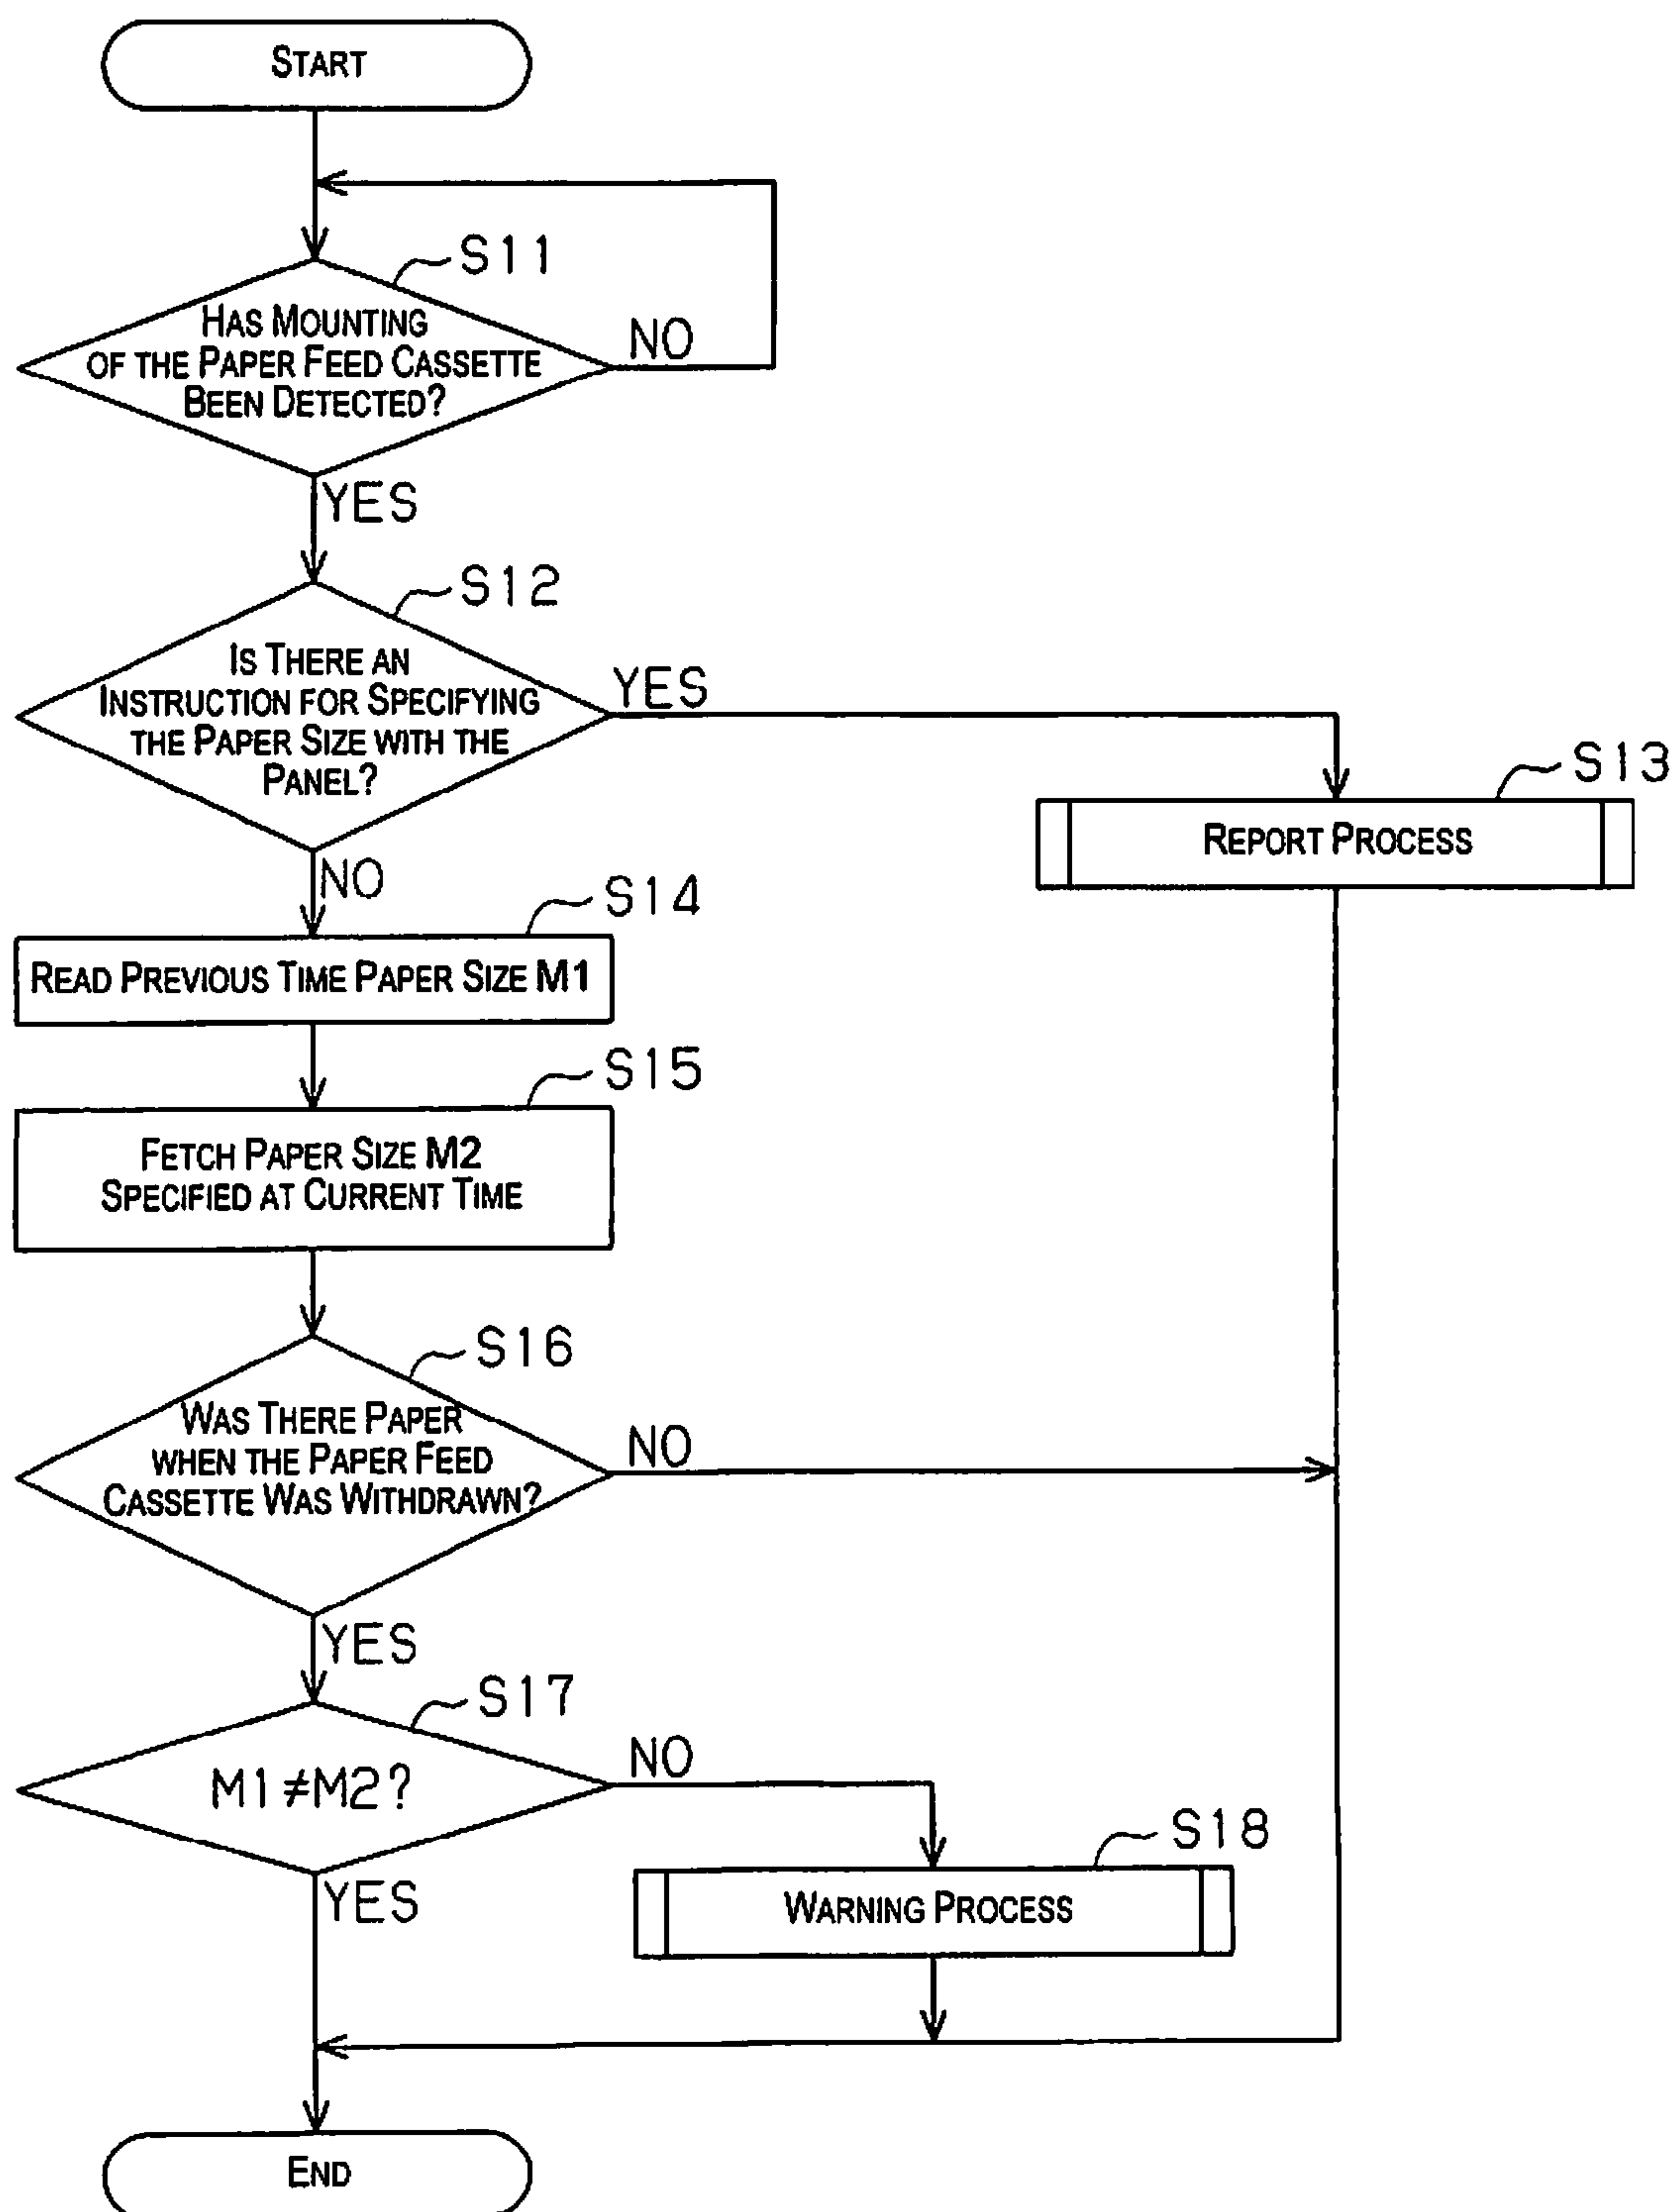 START
S11
HAS MOUNTING
OF THE PAPER FEED CASSETTE
BEEN DETECTED?
NO
YES
S12
IS THERE AN
INSTRUCTION FOR SPECIFYING
THE PAPER SIZE WITH THE
PANEL?
YES
S13
REPORT PROCESS
NO
S14
READ PREVIOUS TIME PAPER SIZE M1
S15
FETCH PAPER SIZE M2
SPECIFIED AT CURRENT TIME
S16
WAS THERE PAPER
WHEN THE PAPER FEED
CASSETTE WAS WITHDRAWN?
NO
YES
S17
M1≠M2?
NO
S18
WARNING PROCESS
YES
END